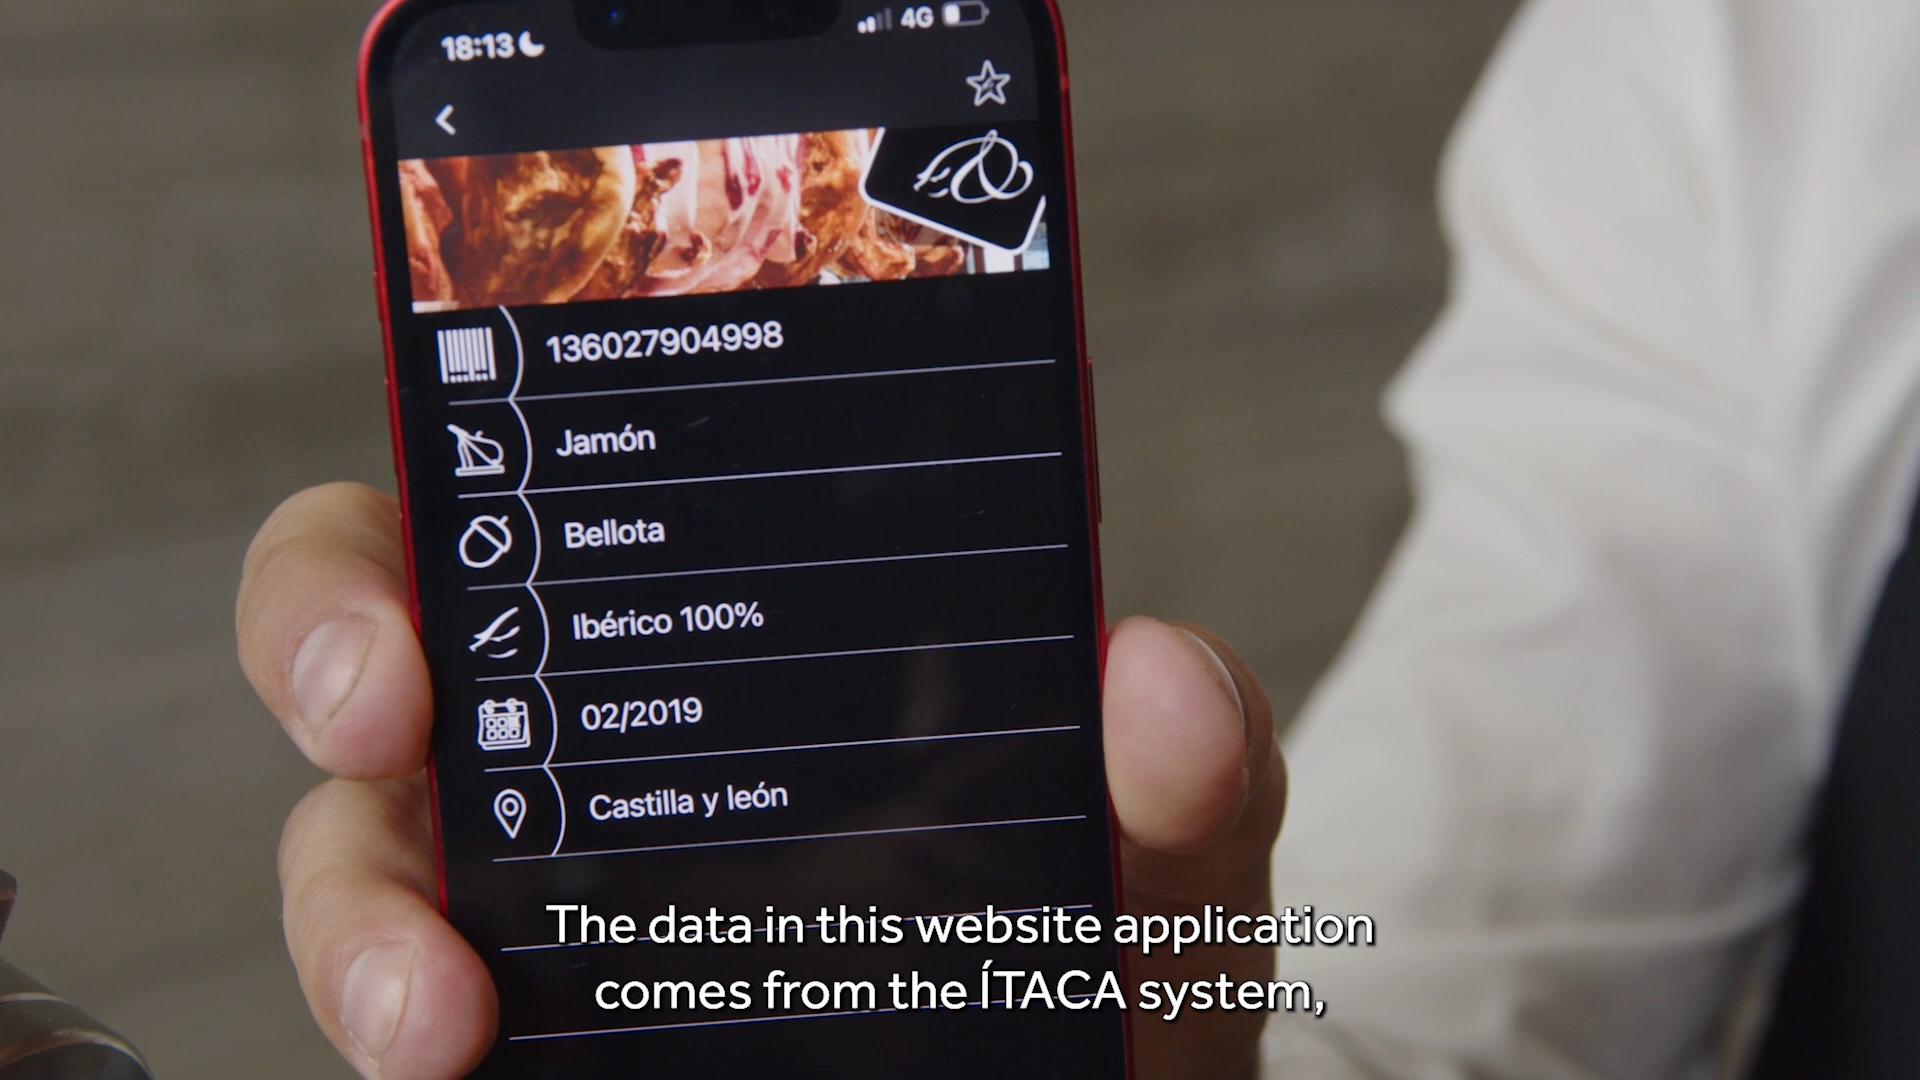 18:13
4G
136027904998
Jamón
Bellota
Ibérico 100%
02/2019
Castilla y león
The data in this website application
comes from the ÍTACA system,